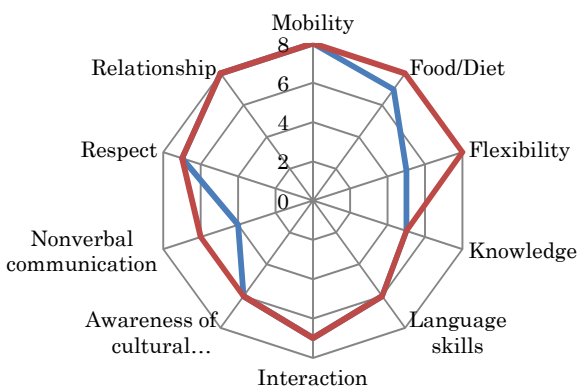 Mobility
8
Relationship
Food/Diet
6
4
Respect
Flexibility
2
0
Nonverbal
communication
Knowledge
Awareness of
cultural…
Language
skills
Interaction